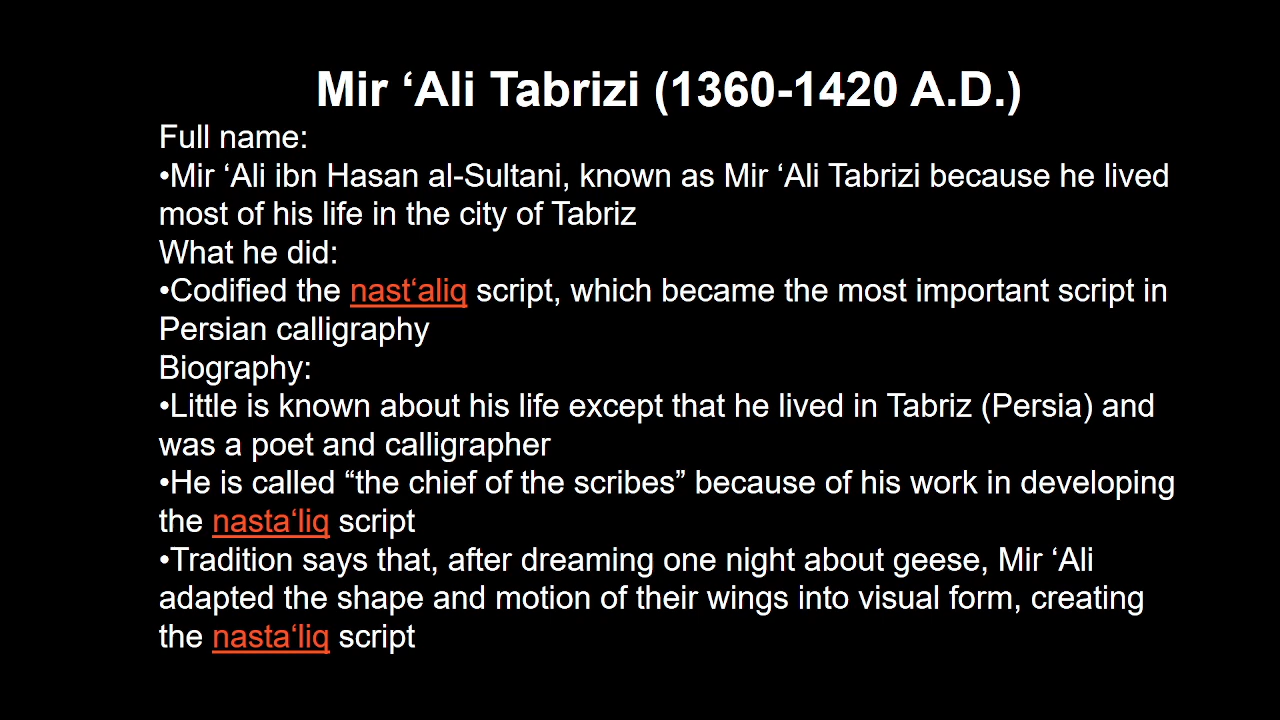 Mir ‘Ali Tabrizi (1360-1420 A.D.)
Full name:
•Mir ‘Ali ibn Hasan al-Sultani, known as Mir ‘Ali Tabrizi because he lived
most of his life in the city of Tabriz
What he did:
•Codified the nast‘aliq script, which became the most important script in
Persian calligraphy
Biography:
•Little is known about his life except that he lived in Tabriz (Persia) and
was a poet and calligrapher
•He is called “the chief of the scribes” because of his work in developing
the nasta‘liq script
•Tradition says that, after dreaming one night about geese, Mir ‘Ali
adapted the shape and motion of their wings into visual form, creating
the nasta‘liq script